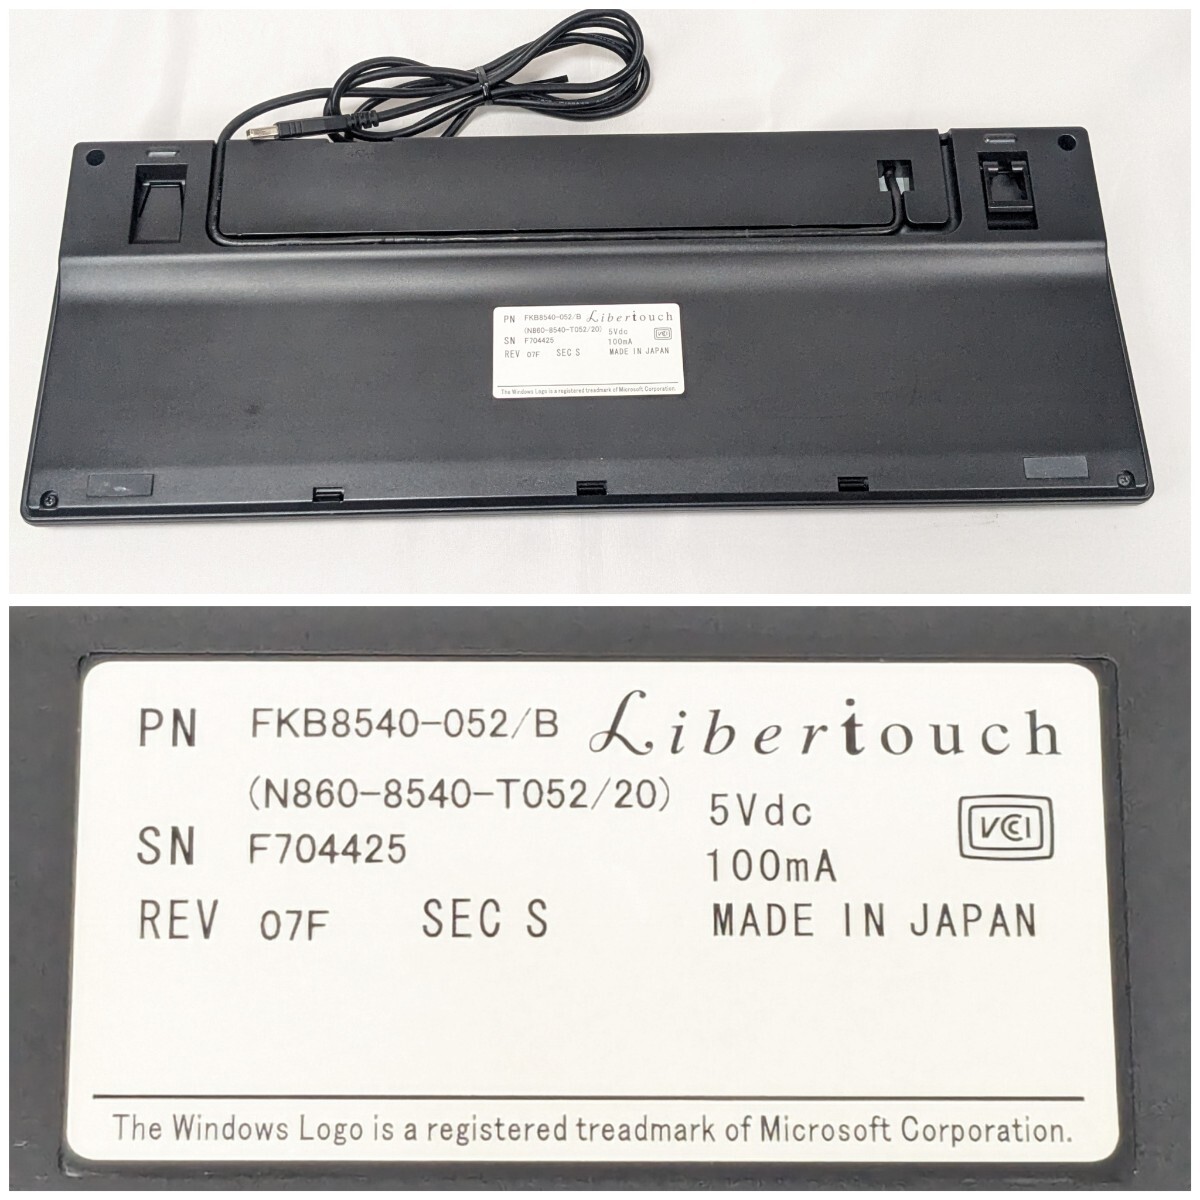 PN FKB8540-052/B Libertouch
(N860-8540-T052/20) 5Vdc VCCI
SN F704425 100mA
REV 07F SEC S MADE IN JAPAN
The Windows Logo is a registered treadmark of Microsoft Corporation.
PN FKB8540-052/B Libertouch
(N860-8540-T052/20) 5Vdc VCCI
SN F704425 100mA
REV 07F SEC S MADE IN JAPAN
The Windows Logo is a registered treadmark of Microsoft Corporation.